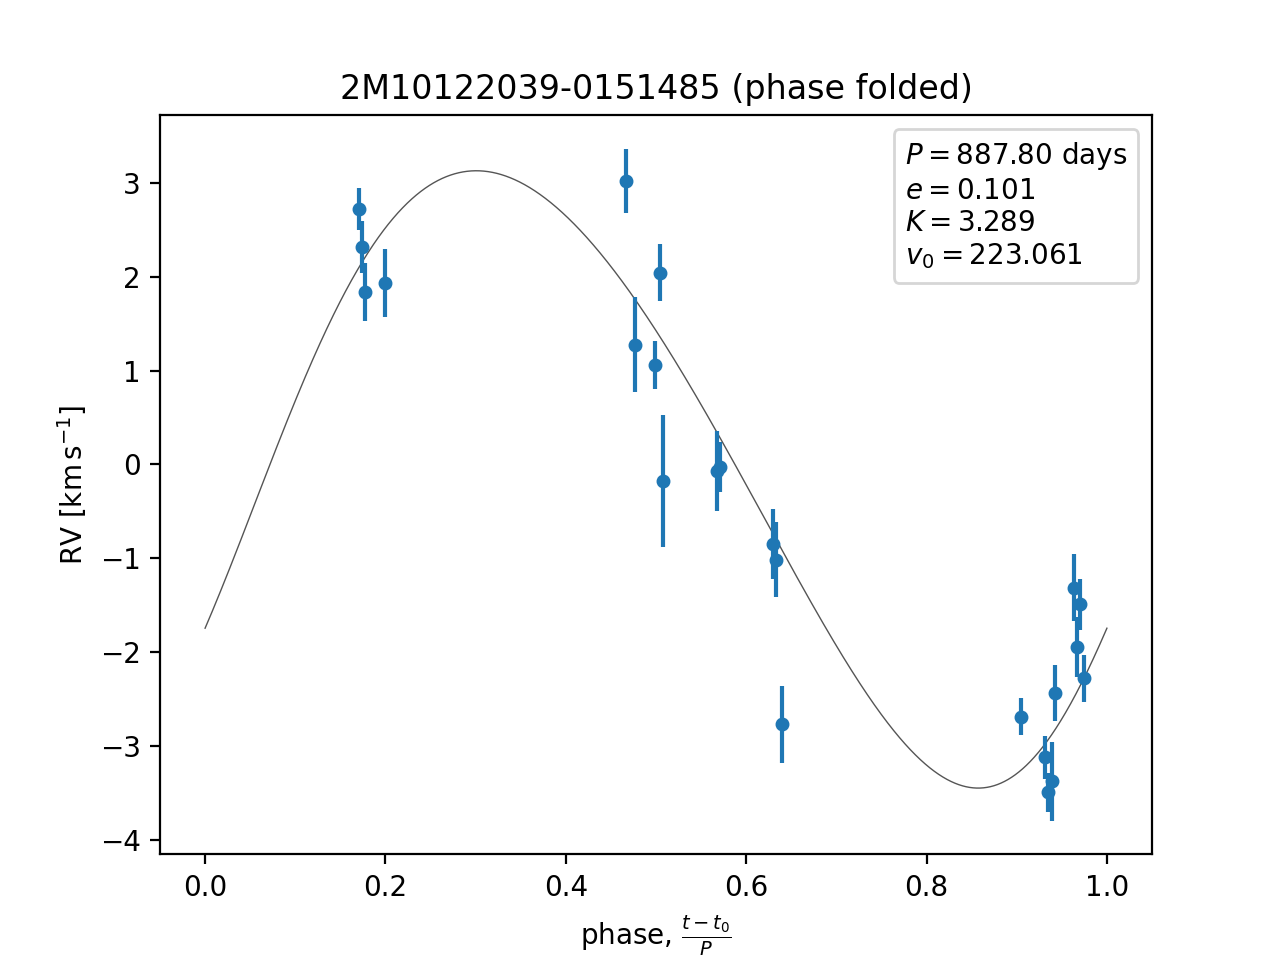 2M10122039-0151485 (phase folded)
P = 887.80 days
e = 0.101
K = 3.289
v₀ = 223.061
3
2
1
0
−1
−2
−3
−4
RV [km s⁻¹]
0.0 0.2 0.4 0.6 0.8 1.0
phase, (t − t₀)/P